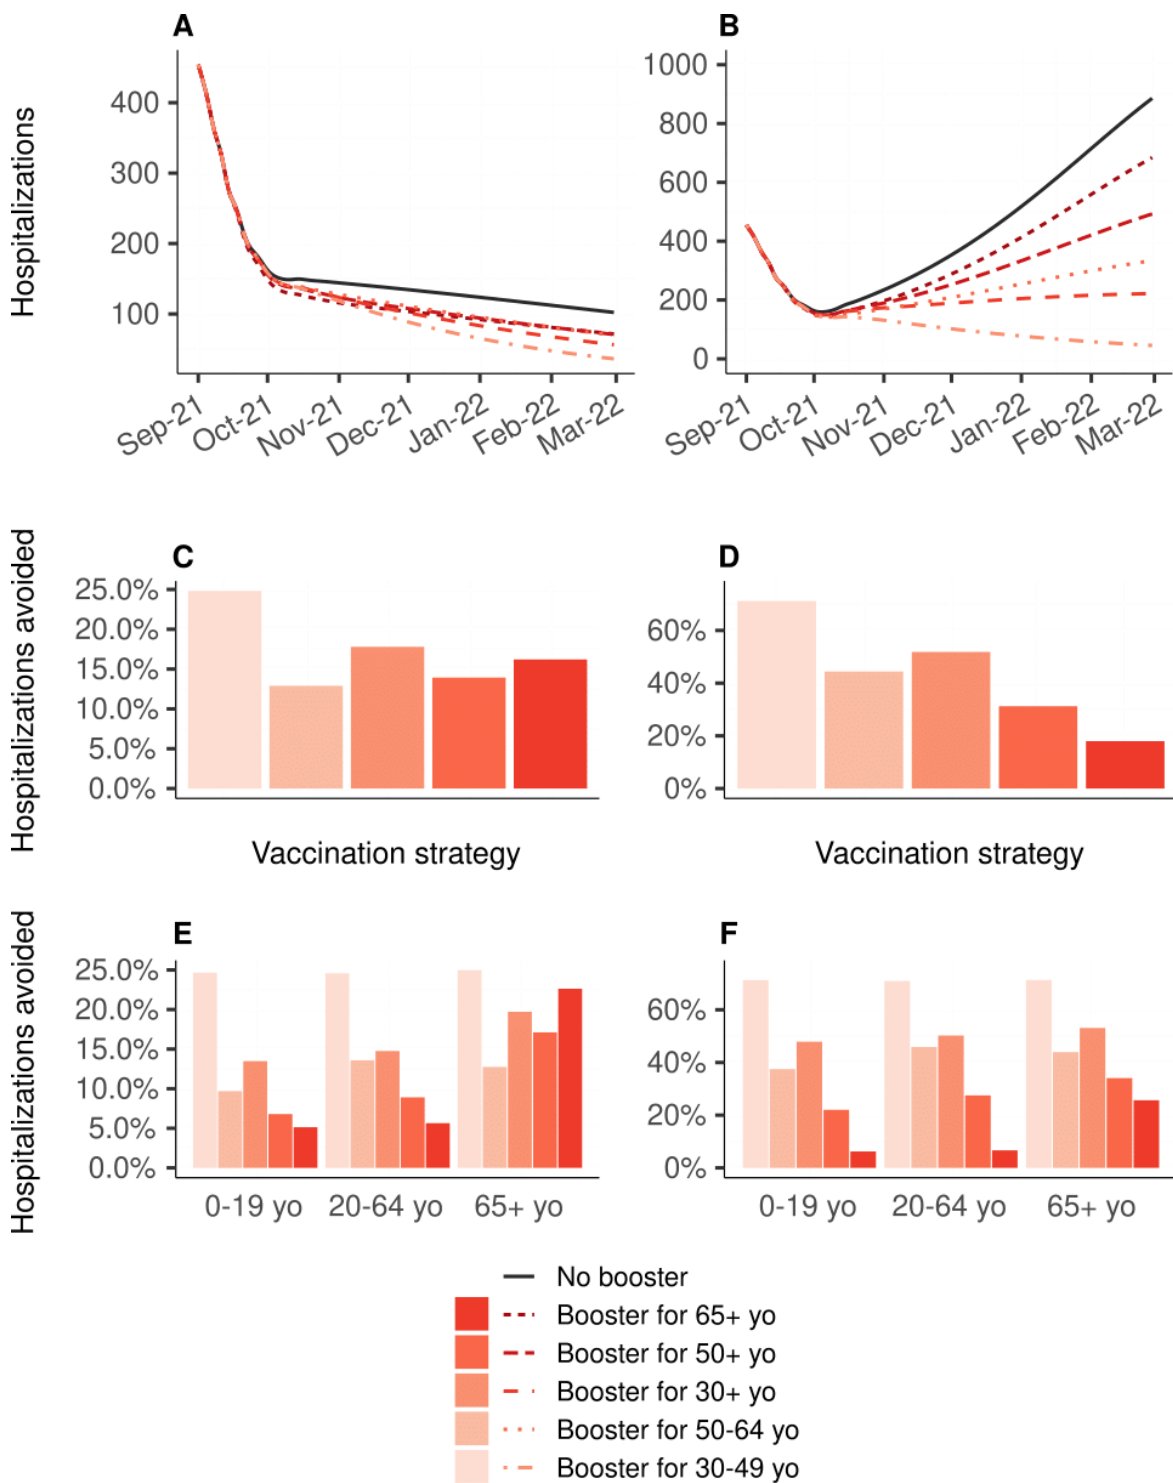 A
Hospitalizations
400
300
200
100
Sep-21
Oct-21
Nov-21
Dec-21
Jan-22
Feb-22
Mar-22
B
1000
800
600
400
200
0
Sep-21
Oct-21
Nov-21
Dec-21
Jan-22
Feb-22
Mar-22
C
Hospitalizations avoided
25.0%
20.0%
15.0%
10.0%
5.0%
0.0%
Vaccination strategy
D
60%
40%
20%
0%
Vaccination strategy
E
Hospitalizations avoided
25.0%
20.0%
15.0%
10.0%
5.0%
0.0%
0-19 yo
20-64 yo
65+ yo
F
60%
40%
20%
0%
0-19 yo
20-64 yo
65+ yo
No booster
Booster for 65+ yo
Booster for 50+ yo
Booster for 30+ yo
Booster for 50-64 yo
Booster for 30-49 yo